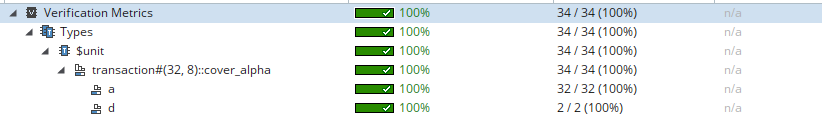 Verification Metrics 100% 34 / 34 (100%) n/a
Types 100% 34 / 34 (100%) n/a
$unit 100% 34 / 34 (100%) n/a
transaction#(32, 8)::cover_alpha 100% 34 / 34 (100%) n/a
a 100% 32 / 32 (100%) n/a
d 100% 2 / 2 (100%) n/a